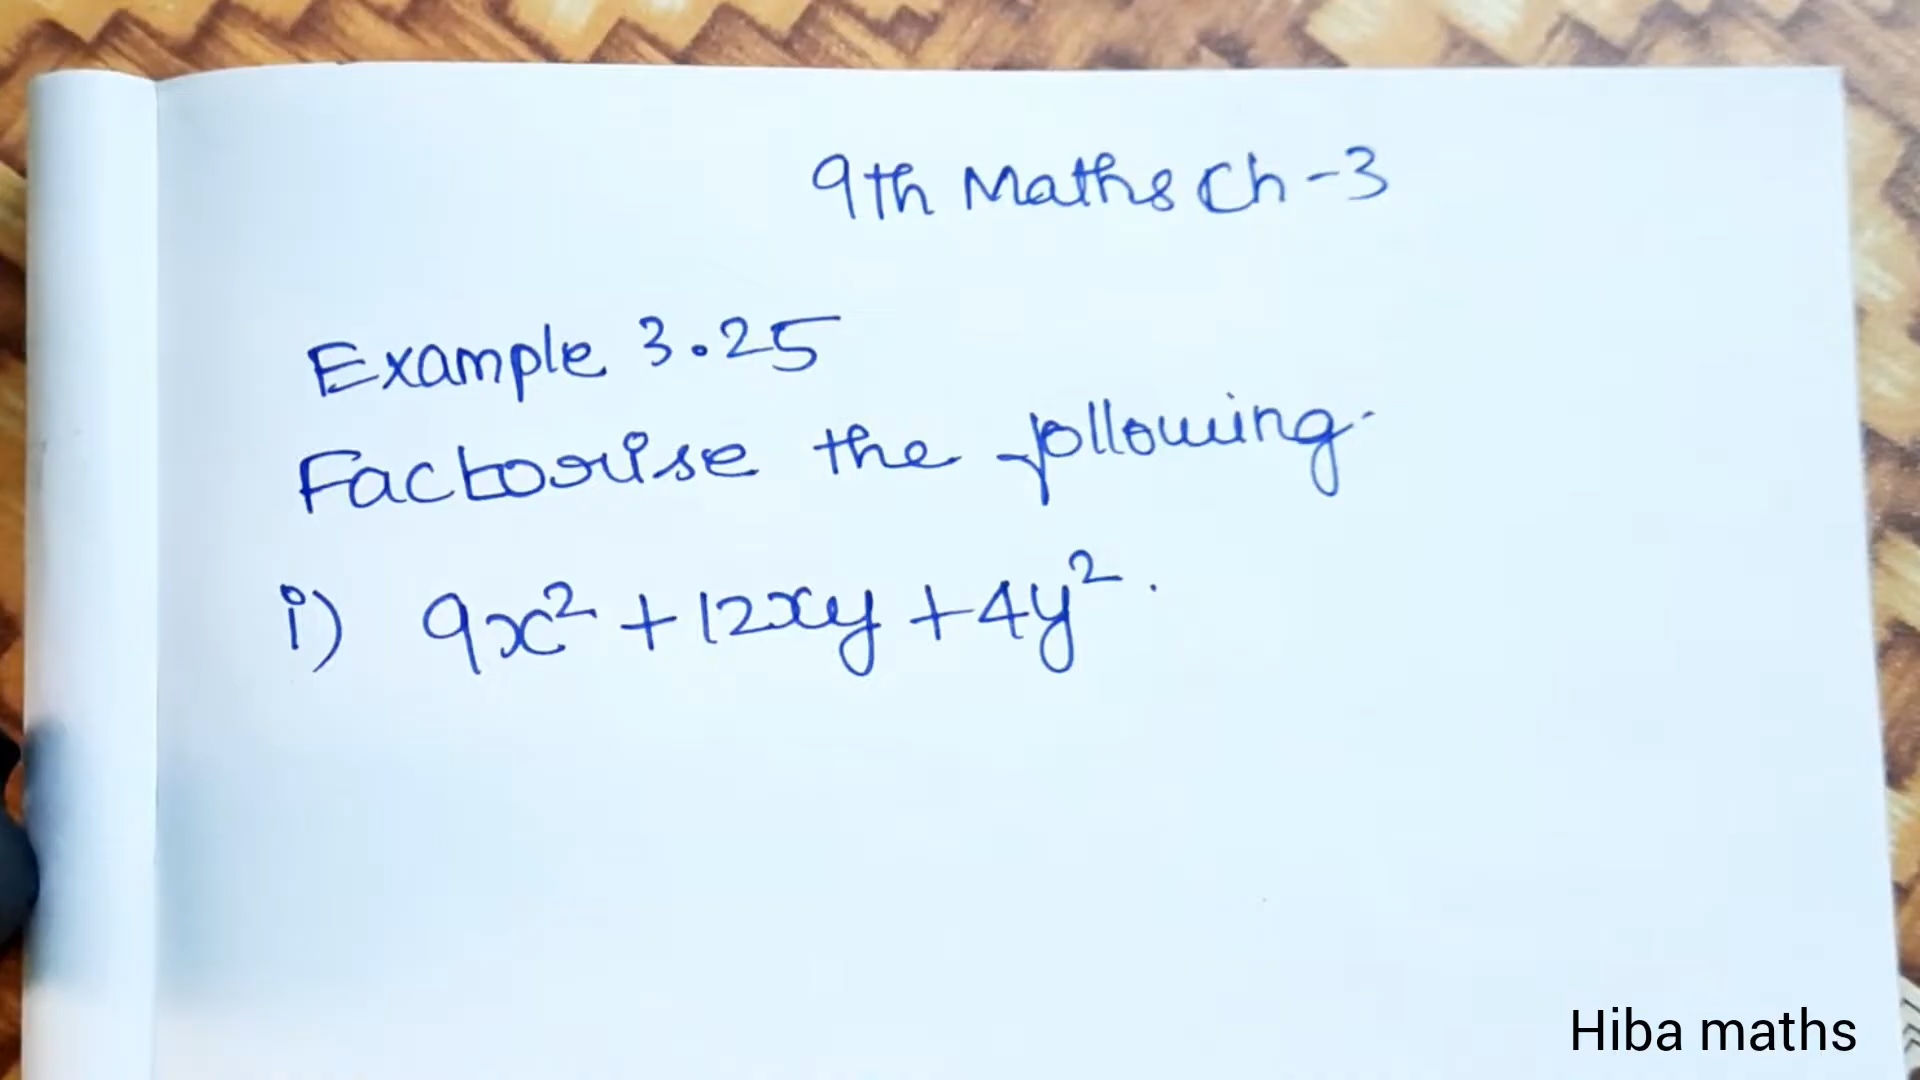 9th Maths Ch-3
Example 3.25
Factorise the following.
i) 9x² + 12xy + 4y².
Hiba maths